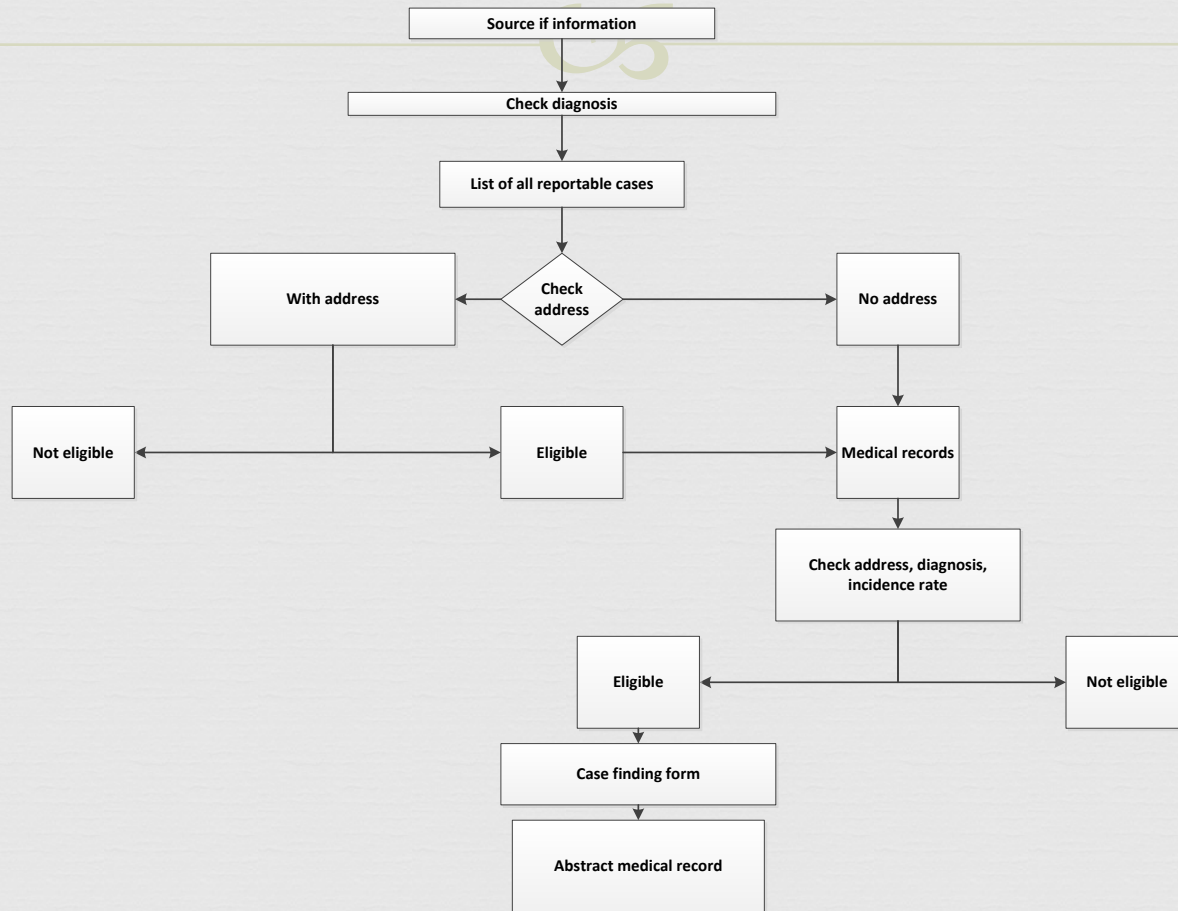 Source if information
Check diagnosis
List of all reportable cases
With address
Check
address
No address
Not eligible
Eligible
Medical records
Check address, diagnosis,
incidence rate
Eligible
Not eligible
Case finding form
Abstract medical record